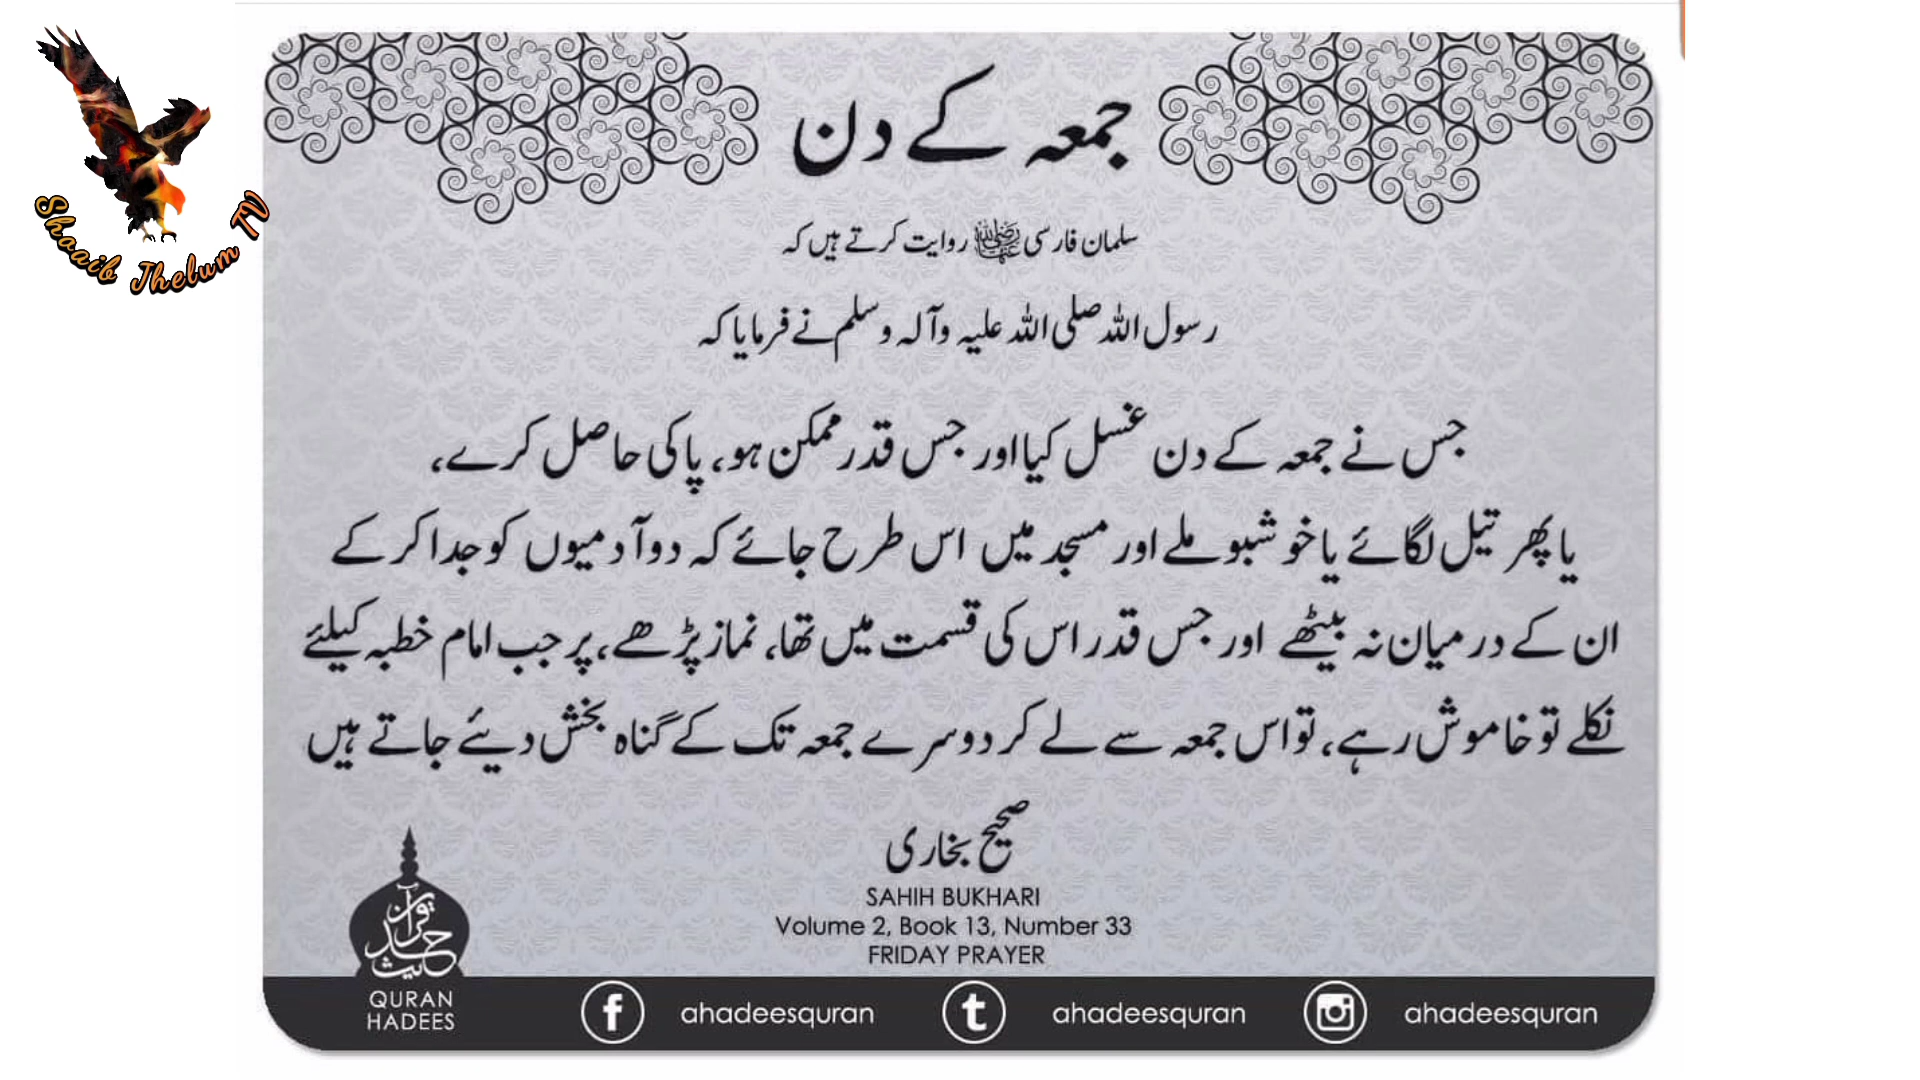 Shoaib Jhelum TV
جمعہ کے دن
سلمان فارسی رضی اللہ عنہ روایت کرتے ہیں کہ
رسول اللہ صلی اللہ علیہ وآلہ وسلم نے فرمایا کہ
جس نے جمعہ کے دن غسل کیا اور جس قدر ممکن ہو، پاکی حاصل کرے،
یا پھر تیل لگائے یا خوشبو ملے اور مسجد میں اس طرح جائے کہ دو آدمیوں کو جدا کر کے
ان کے درمیان نہ بیٹھے اور جس قدر اس کی قسمت میں تھا، نماز پڑھے، پر جب امام خطبہ کیلئے
نکلے تو خاموش رہے، تو اس جمعہ سے لے کر دوسرے جمعہ تک کے گناہ بخش دیئے جاتے ہیں
صحیح بخاری
SAHIH BUKHARI
Volume 2, Book 13, Number 33
FRIDAY PRAYER
قرآن
حدیث
QURAN
HADEES
ahadeesquran ahadeesquran ahadeesquran